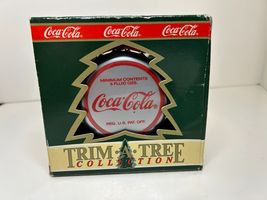 Coca-Cola Coca-Cola Coca-Cola
MINIMUM CONTENTS
6 FLUID OZS.
Coca-Cola
REG. U.S. PAT. OFF.
TRIM A TREE
COLLECTION